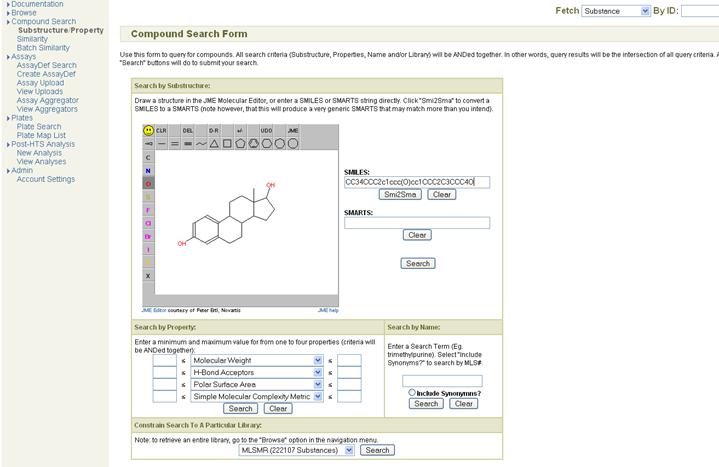 Documentation
Browse
Compound Search
Substructure/Property
Similarity
Batch Similarity
Assays
AssayDef Search
Create AssayDef
Assay Upload
View Uploads
Assay Aggregator
View Aggregators
Plates
Plate Search
Plate Map List
Post-HTS Analysis
New Analysis
View Analyses
Admin
Account Settings
Fetch Substance By ID:
Compound Search Form
Use this form to query for compounds. All search criteria (Substructure, Properties, Name and/or Library) will be ANDed together. In other words, query results will be the intersection of all query criteria.
"Search" buttons will do to submit your search.
Search by Substructure:
Draw a structure in the JME Molecular Editor, or enter a SMILES or SMARTS string directly. Click "Smi2Sma" to convert a
SMILES to a SMARTS (note however, that this will produce a very generic SMARTS that may match more than you intend).
CLR DEL D-R +/- UDO JME
C
N
O
S
F
Cl
Br
I
P
X
OH
OH
SMILES:
CC34CCC2c1ccc(O)cc1CCC2C3CCC4O
Smi2Sma Clear
SMARTS:
Clear
Search
JME Editor courtesy of Peter Ertl, Novartis JME help
Search by Property:
Enter a minimum and maximum value for from one to four properties (criteria will
be ANDed together):
≤ Molecular Weight ≤
≤ H-Bond Acceptors ≤
≤ Polar Surface Area ≤
≤ Simple Molecular Complexity Metric ≤
Search Clear
Search by Name:
Enter a Search Term (Eg.
trimethylpurine). Select "Include
Synonyms?" to search by MLS#.
Include Synonymns?
Search Clear
Constrain Search To A Particular Library:
Note: to retrieve an entire library, go to the "Browse" option in the navigation menu.
MLSMR (222107 Substances) Search